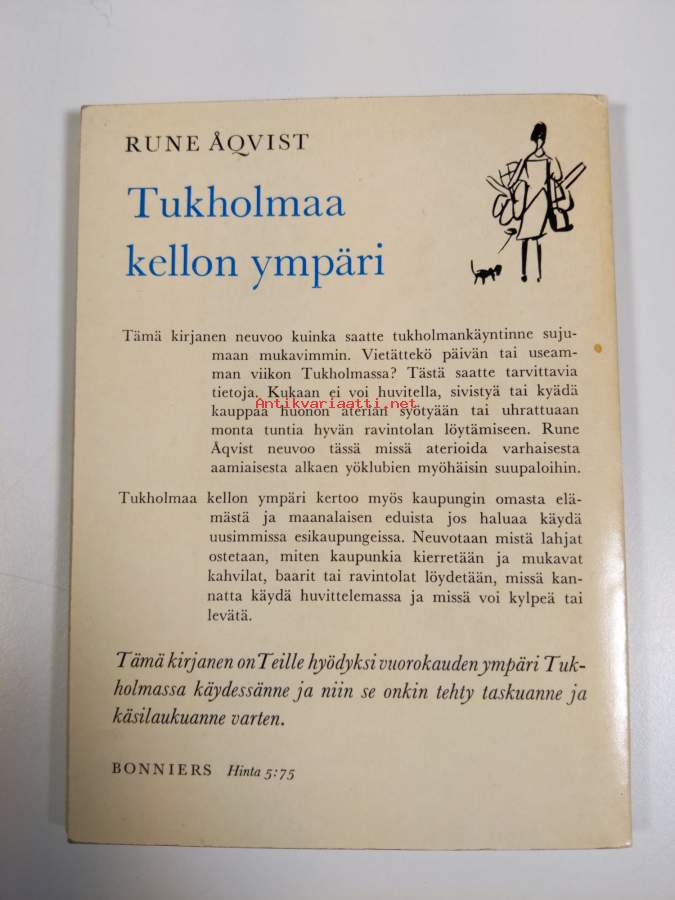 RUNE ÅQVIST
Tukholmaa
kellon ympäri
Tämä kirjanen neuvoo kuinka saatte tukholmankäyntinne suju-
maan mukavimmin. Vietättekö päivän tai useam-
man viikon Tukholmassa? Tästä saatte tarvittavia
tietoja. Kukaan ei voi huvitella, sivistyä tai kyädä
Antikvariaatti.net
kauppaa huonon aterian syötyään tai uhrattuaan
monta tuntia hyvän ravintolan löytämiseen. Rune
Åqvist neuvoo tässä missä aterioida varhaisesta
aamiaisesta alkaen yöklubien myöhäisin suupaloihin.
Tukholmaa kellon ympäri kertoo myös kaupungin omasta elä-
mästä ja maanalaisen eduista jos haluaa käydä
uusimmissa esikaupungeissa. Neuvotaan mistä lahjat
ostetaan, miten kaupunkia kierretään ja mukavat
kahvilat, baarit tai ravintolat löydetään, missä kan-
natta käydä huvittelemassa ja missä voi kylpeä tai
levätä.
Tämä kirjanen on Teille hyödyksi vuorokauden ympäri Tuk-
holmassa käydessänne ja niin se onkin tehty taskuanne ja
käsilaukuanne varten.
BONNIERS Hinta 5:75